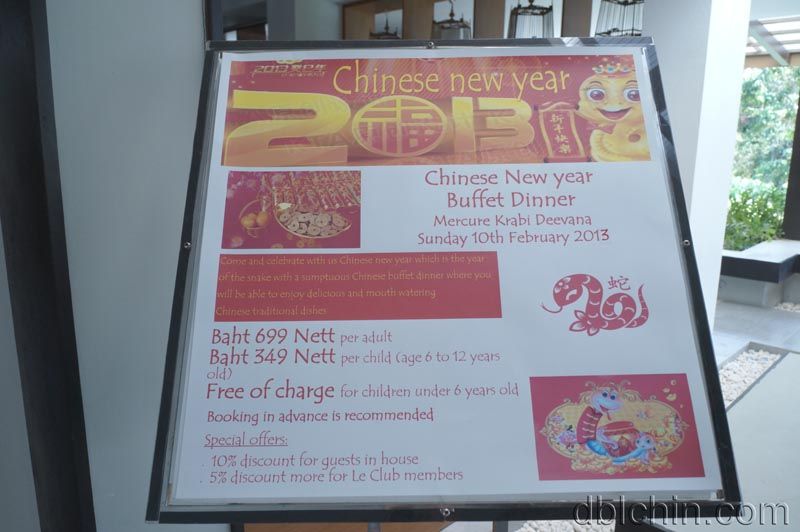 Chinese new year
2013
福
新年快樂
Chinese New year
Buffet Dinner
Mercure Krabi Deevana
Sunday 10th February 2013
Come and celebrate with us Chinese new year which is the year
of the snake with a sumptuous Chinese buffet dinner where you
will be able to enjoy delicious and mouth watering
Chinese traditional dishes
蛇
Baht 699 Nett per adult
Baht 349 Nett per child (age 6 to 12 years
old)
Free of charge for children under 6 years old
Booking in advance is recommended
Special offers:
. 10% discount for guests in house
. 5% discount more for Le Club members
dblchin.com